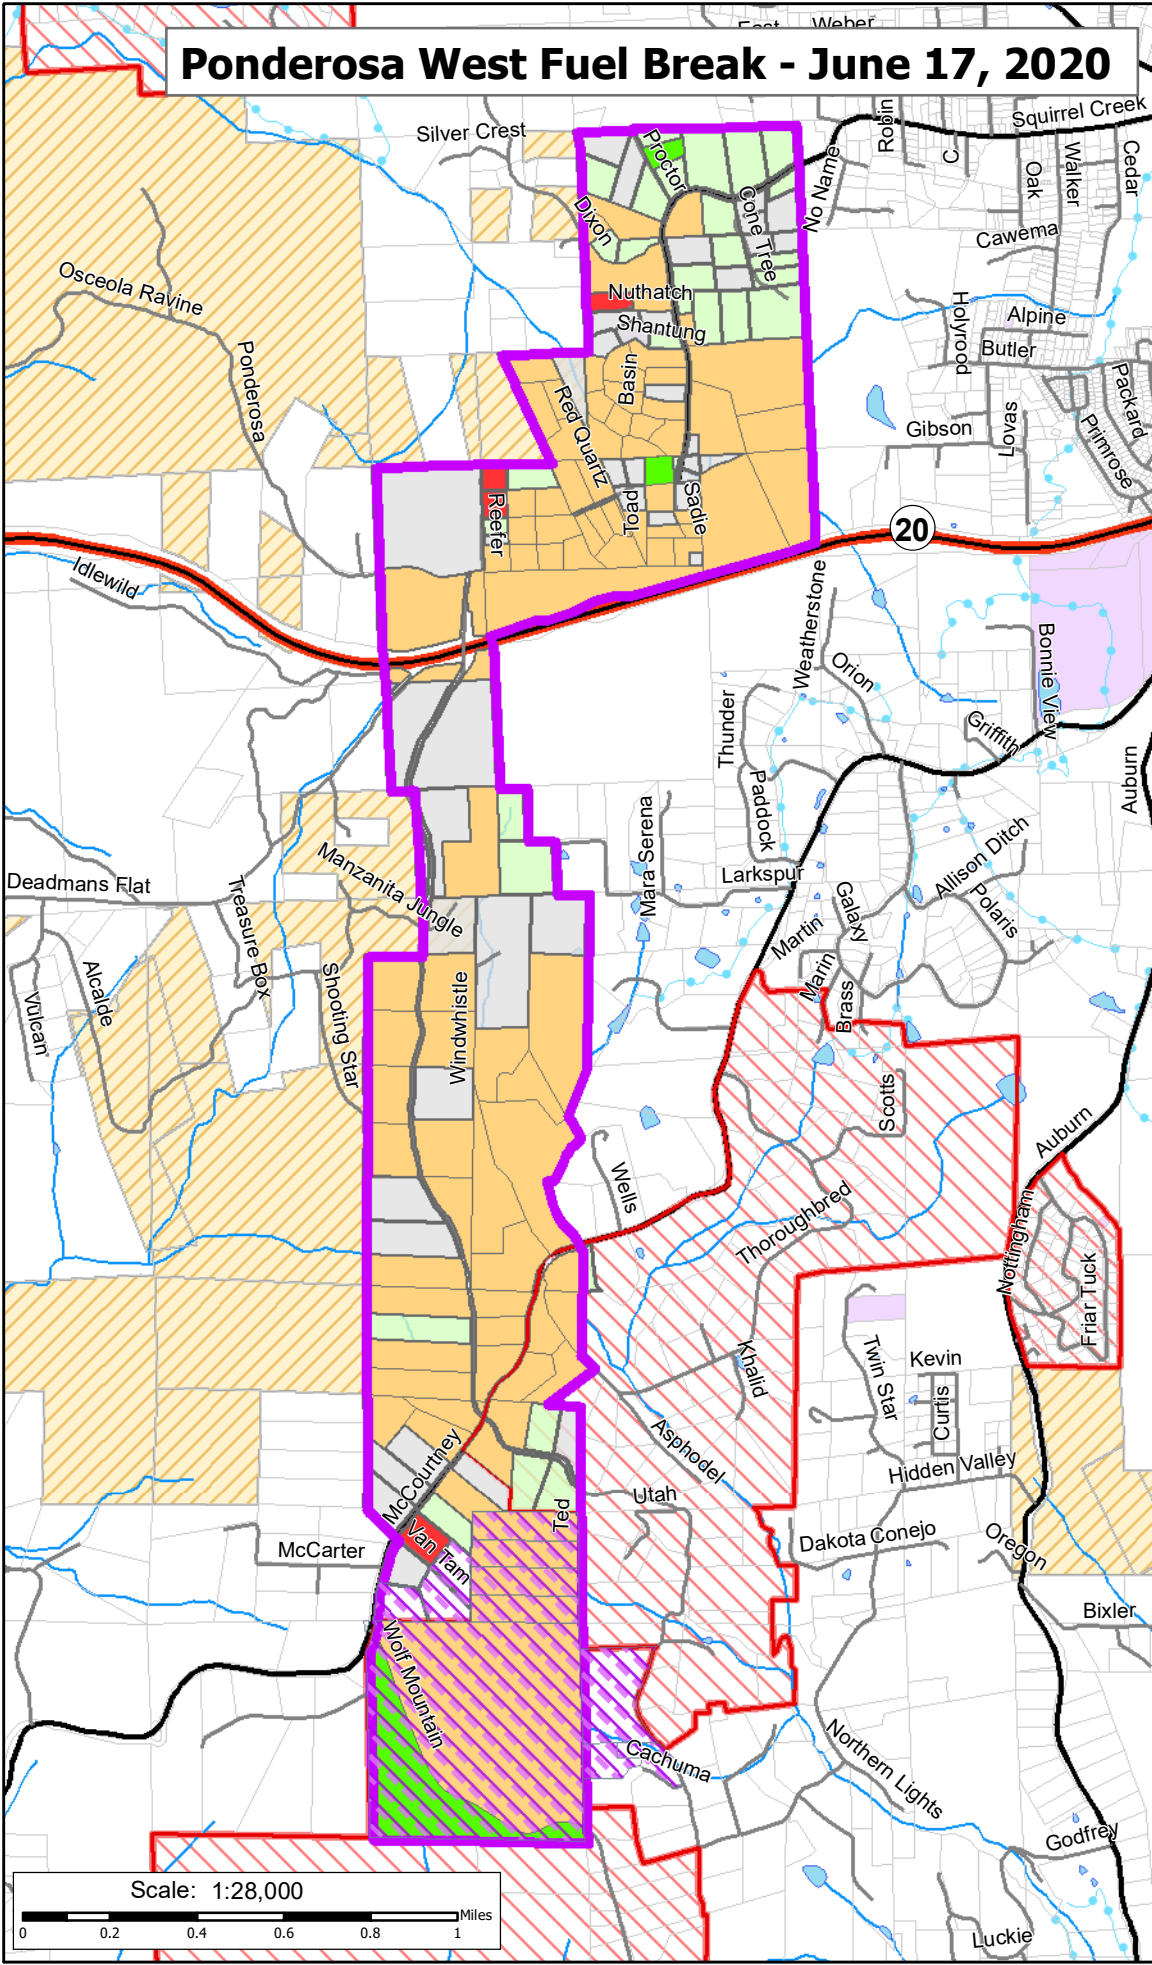 East Weber
Ponderosa West Fuel Break - June 17, 2020
Squirrel Creek
Silver Crest
Proctor
Robin
C
Oak
Walker
Cedar
No Name
Dixon
Cone Tree
Cawema
Osceola Ravine
Nuthatch
Shantung
Holyrood
Alpine
Butler
Ponderosa
Basin
Red Quartz
Packard
Primrose
Gibson
Lovas
Reefer
Toad
Sadie
20
Idlewild
Weatherstone
Orion
Bonnie View
Thunder
Griffith
Paddock
Auburn
Mara Serena
Manzanita Jungle
Allison Ditch
Deadmans Flat
Larkspur
Treasure Box
Galaxy
Polaris
Martin
Marin
Alcalde
Vulcan
Shooting Star
Windwhistle
Brass
Scotts
Auburn
Wells
Thoroughbred
Nottingham
Friar Tuck
Khalid
Twin Star
Kevin
Curtis
McCourtney
Asphodel
Hidden Valley
Utah
Ted
Van Tam
McCarter
Dakota Conejo
Oregon
Bixler
Wolf Mountain
Cachuma
Northern Lights
Godfrey
Luckie
Scale: 1:28,000
Miles
0 0.2 0.4 0.6 0.8 1